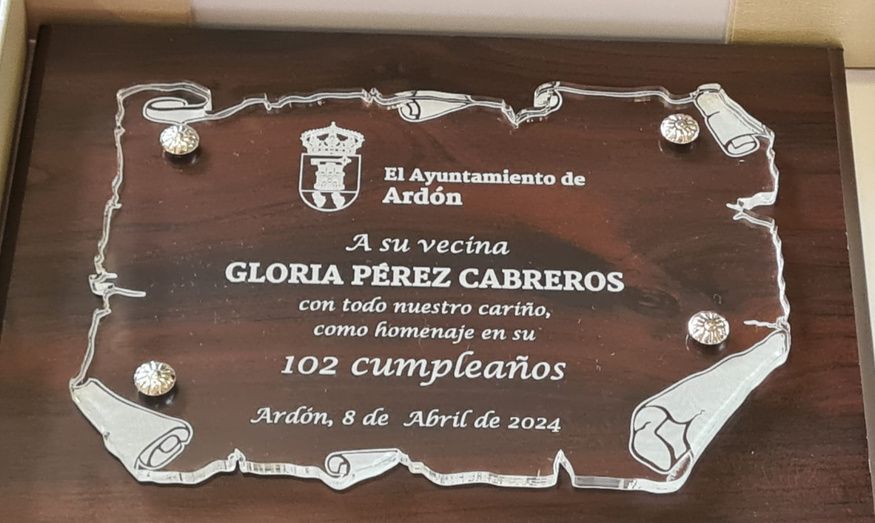 El Ayuntamiento de
Ardón
A su vecina
GLORIA PÉREZ CABREROS
con todo nuestro cariño,
como homenaje en su
102 cumpleaños
Ardón, 8 de Abril de 2024